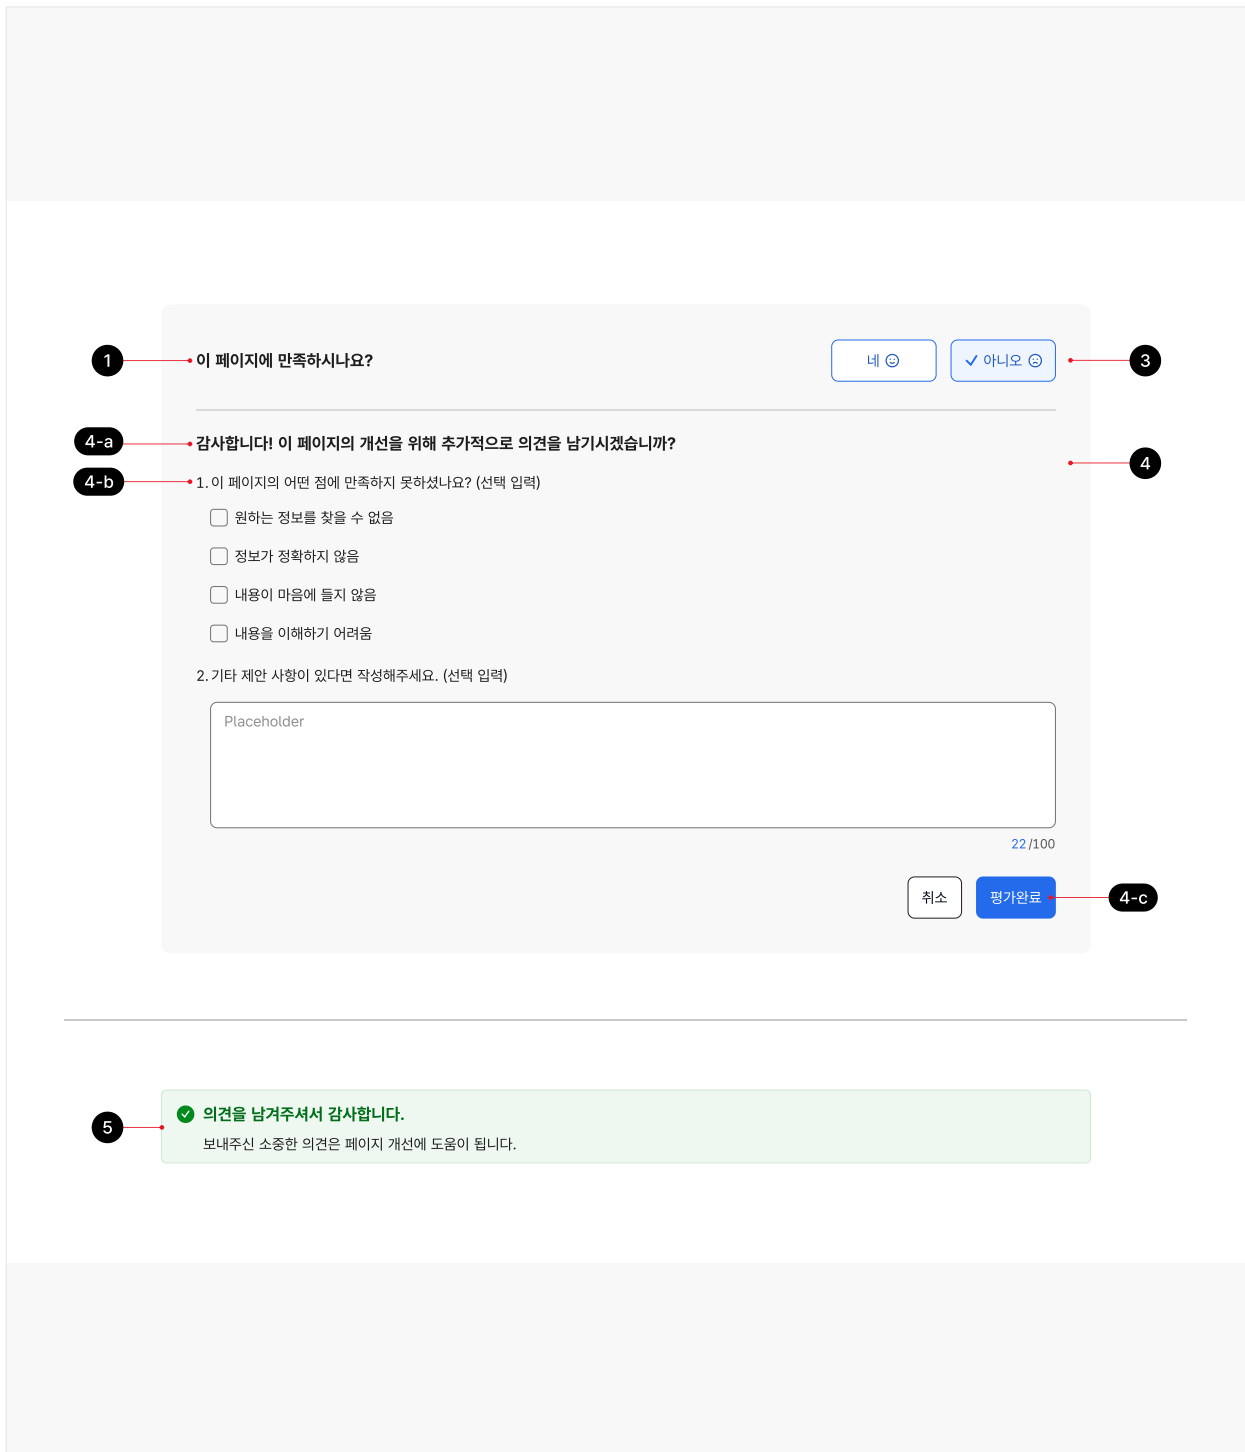 1
이 페이지에 만족하시나요?
네
아니오
3
4-a
감사합니다! 이 페이지의 개선을 위해 추가적으로 의견을 남기시겠습니까?
4
4-b
1. 이 페이지의 어떤 점에 만족하지 못하셨나요? (선택 입력)
원하는 정보를 찾을 수 없음
정보가 정확하지 않음
내용이 마음에 들지 않음
내용을 이해하기 어려움
2. 기타 제안 사항이 있다면 작성해주세요. (선택 입력)
Placeholder
22/100
취소
평가완료
4-c
5
의견을 남겨주셔서 감사합니다.
보내주신 소중한 의견은 페이지 개선에 도움이 됩니다.